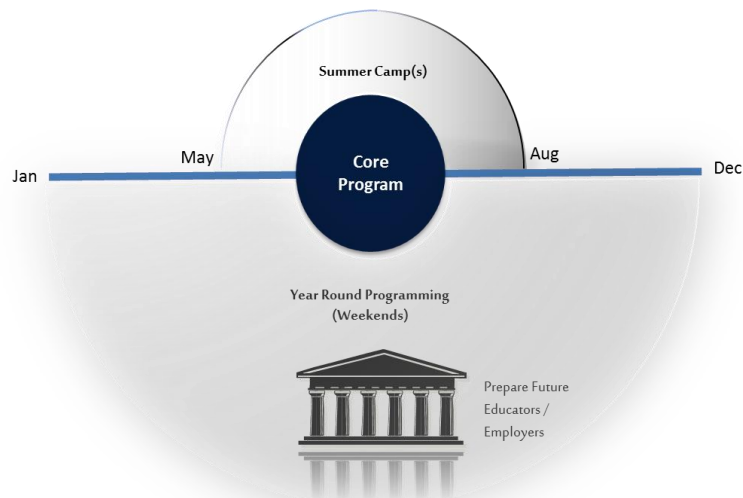 Summer Camp(s)
May
Aug
Jan
Dec
Core
Program
Year Round Programming
(Weekends)
Prepare Future
Educators /
Employers